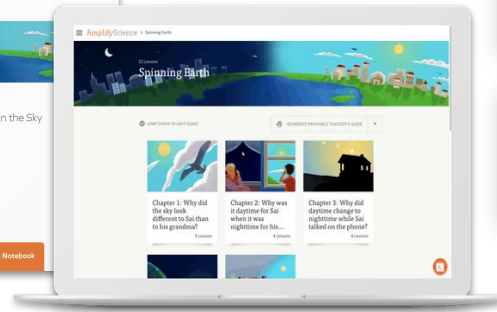 AmplifyScience > Spinning Earth
22 Lessons
Spinning Earth
JUMP DOWN TO UNIT GUIDE
GENERATE PRINTABLE TEACHER'S GUIDE
n the Sky
Chapter 1: Why did
the sky look
different to Sai than
to his grandma?
5 Lessons
Chapter 2: Why was
it daytime for Sai
when it was
nighttime for his...
4 Lessons
Chapter 3: Why did
daytime change to
nighttime while Sai
talked on the phone?
6 Lessons
Notebook